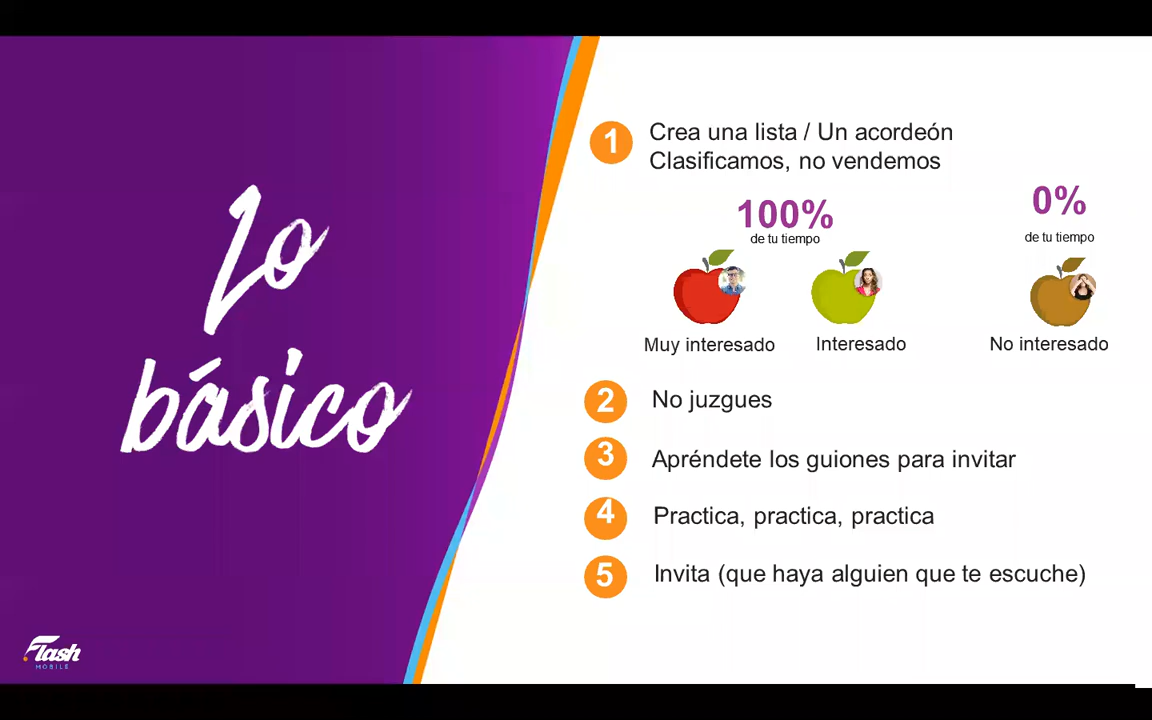 Lo
básico
1
Crea una lista / Un acordeón
Clasificamos, no vendemos
100%
de tu tiempo
0%
de tu tiempo
Muy interesado
Interesado
No interesado
2
No juzgues
3
Apréndete los guiones para invitar
4
Practica, practica, practica
5
Invita (que haya alguien que te escuche)
Flash
MOBILE